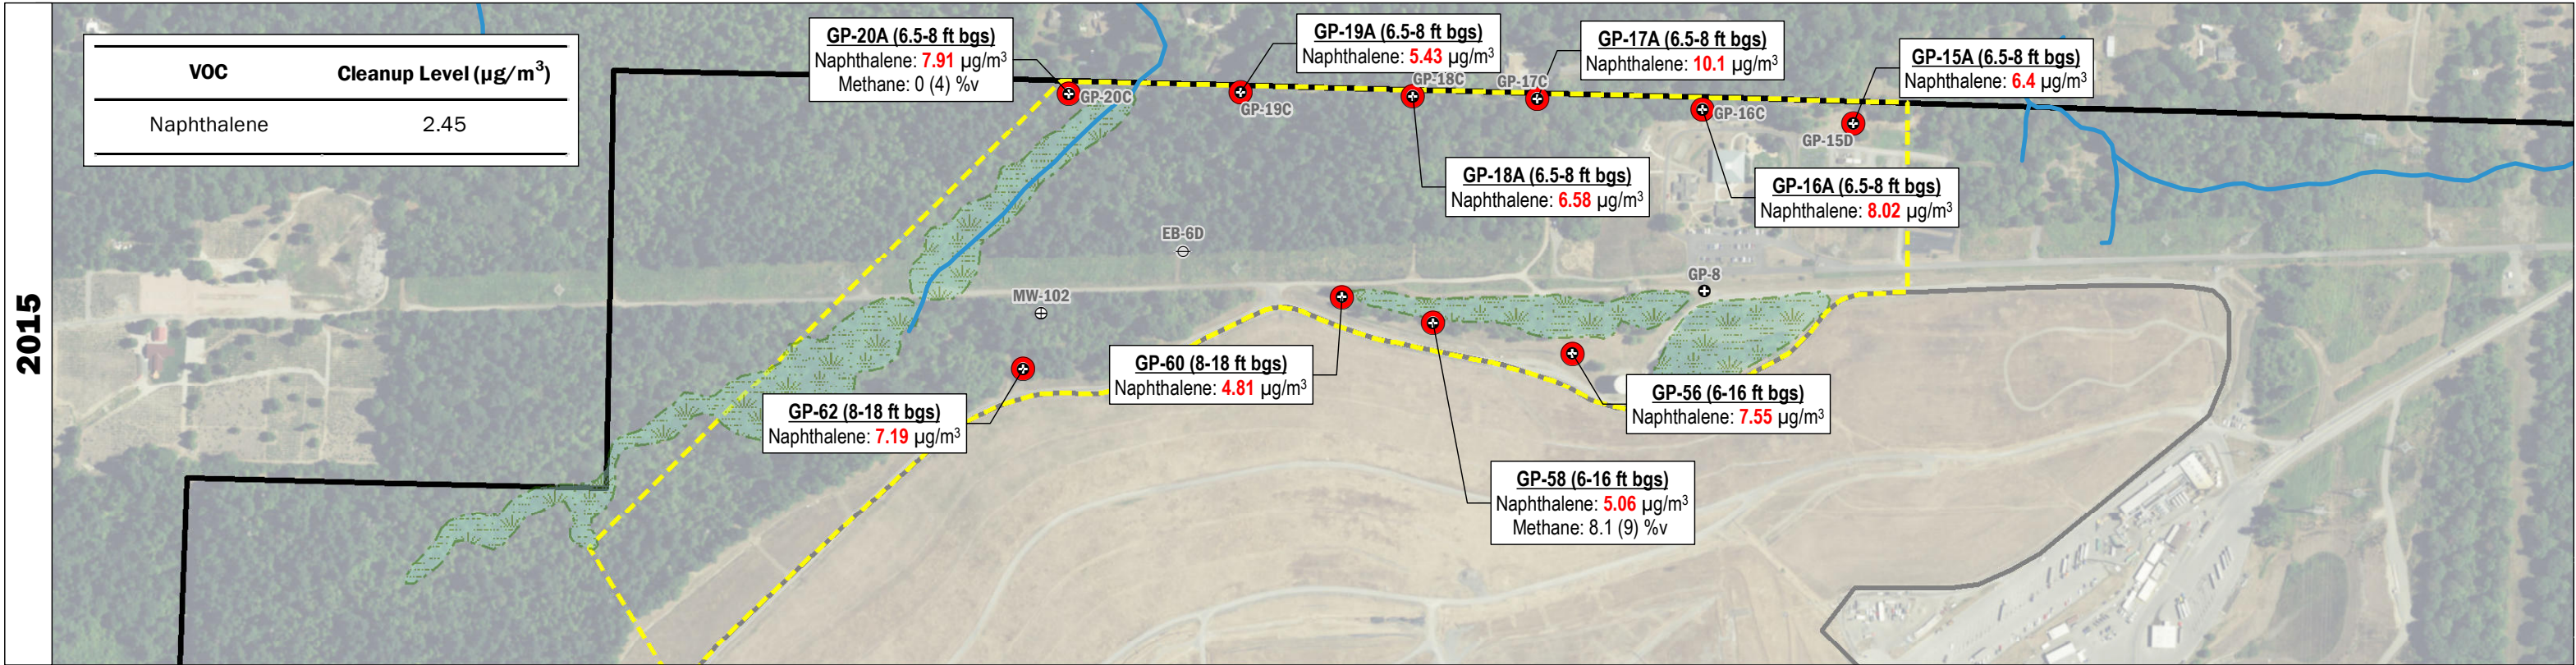 2015
VOC Cleanup Level (µg/m³)
Naphthalene 2.45
GP-20A (6.5-8 ft bgs)
Naphthalene: 7.91 µg/m³
Methane: 0 (4) %v
GP-19A (6.5-8 ft bgs)
Naphthalene: 5.43 µg/m³
GP-17A (6.5-8 ft bgs)
Naphthalene: 10.1 µg/m³
GP-15A (6.5-8 ft bgs)
Naphthalene: 6.4 µg/m³
GP-20C
GP-19C
GP-18C
GP-17C
GP-16C
GP-15D
GP-18A (6.5-8 ft bgs)
Naphthalene: 6.58 µg/m³
GP-16A (6.5-8 ft bgs)
Naphthalene: 8.02 µg/m³
EB-6D
MW-102
GP-8
GP-60 (8-18 ft bgs)
Naphthalene: 4.81 µg/m³
GP-62 (8-18 ft bgs)
Naphthalene: 7.19 µg/m³
GP-56 (6-16 ft bgs)
Naphthalene: 7.55 µg/m³
GP-58 (6-16 ft bgs)
Naphthalene: 5.06 µg/m³
Methane: 8.1 (9) %v